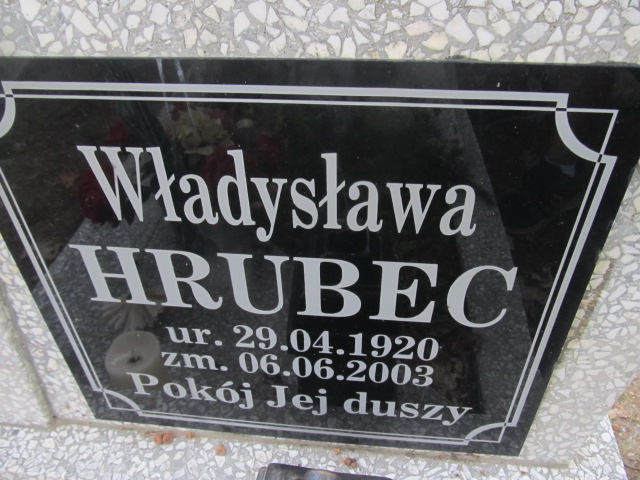 Władysława
HRUBEC
ur. 29.04.1920
zm. 06.06.2003
Pokój Jej duszy